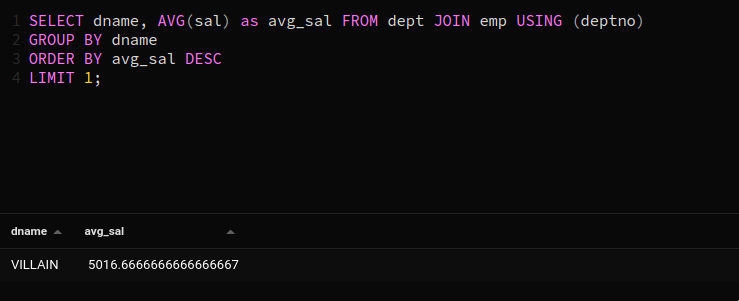 1 SELECT dname, AVG(sal) as avg_sal FROM dept JOIN emp USING (deptno)
2 GROUP BY dname
3 ORDER BY avg_sal DESC
4 LIMIT 1;
dname avg_sal
VILLAIN 5016.6666666666666667